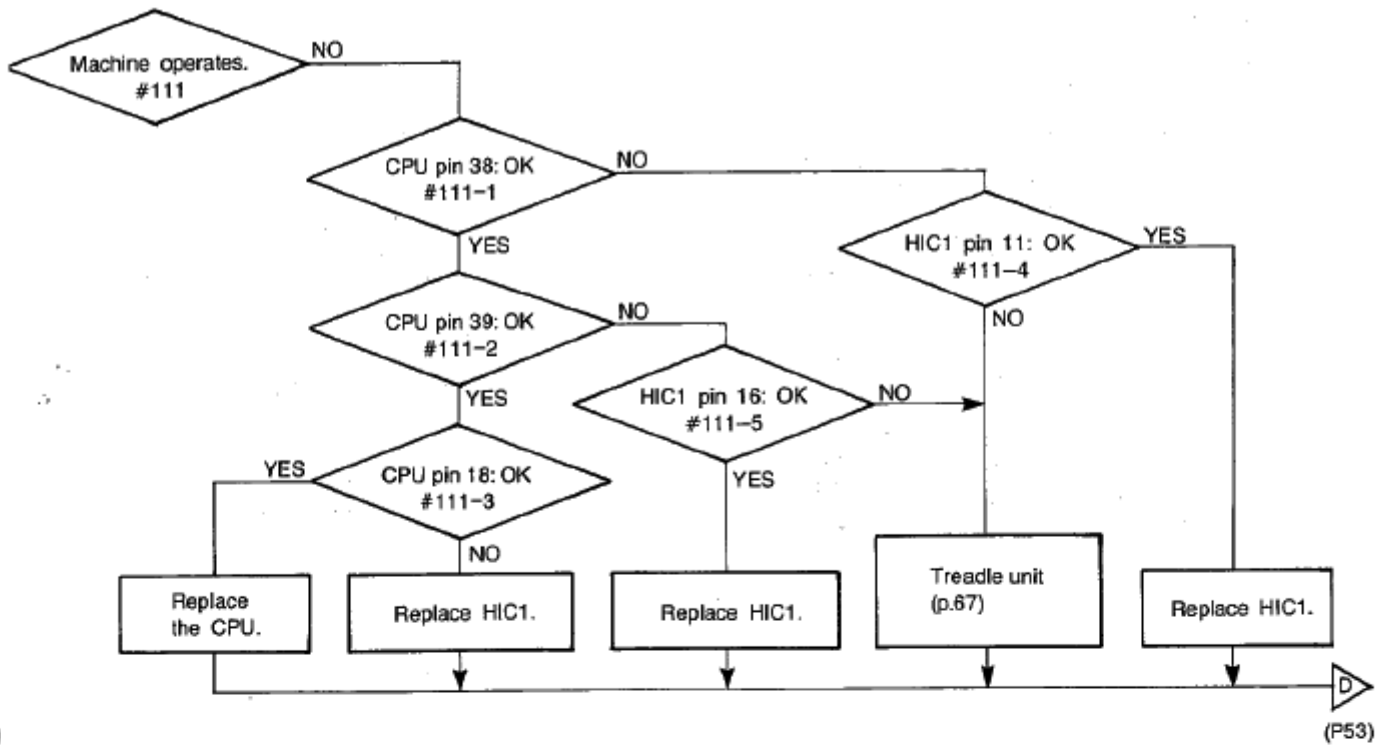 NO
Machine operates.
#111
CPU pin 38: OK
#111-1
NO
YES
HIC1 pin 11: OK
#111-4
YES
NO
CPU pin 39: OK
#111-2
NO
YES
HIC1 pin 16: OK
#111-5
NO
YES
YES
CPU pin 18: OK
#111-3
NO
Replace
the CPU.
Replace HIC1.
Replace HIC1.
Treadle unit
(p.67)
Replace HIC1.
D
(P53)